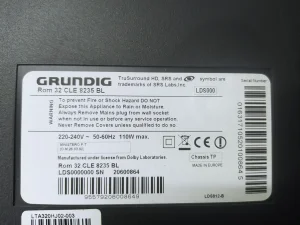 GRUNDIG
Rom 32 CLE 8235 BL
TruSurround HD, SRS and symbol are
trademarks of SRS Labs, Inc.
LDS000
Serial Number
To prevent Fire or Shock Hazard DO NOT
Expose this Appliance to Rain or Moisture.
Always Remove Mains plug from wall socket
when not in use or before any service or when unattended.
Never Remove Covers unless qualified to do so.
220-240V ~ 50-60Hz 110W max.
Manufactured under license from Dolby Laboratories.
Chassis TP
MADE IN EUROPE
Rom 32 CLE 8235 BL
LDS0000000 SN 20600864
LTA320HJ02-003